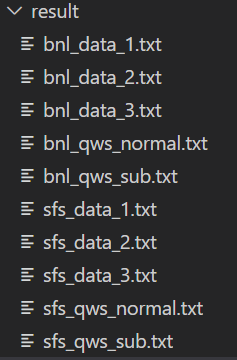 result
bnl_data_1.txt
bnl_data_2.txt
bnl_data_3.txt
bnl_qws_normal.txt
bnl_qws_sub.txt
sfs_data_1.txt
sfs_data_2.txt
sfs_data_3.txt
sfs_qws_normal.txt
sfs_qws_sub.txt